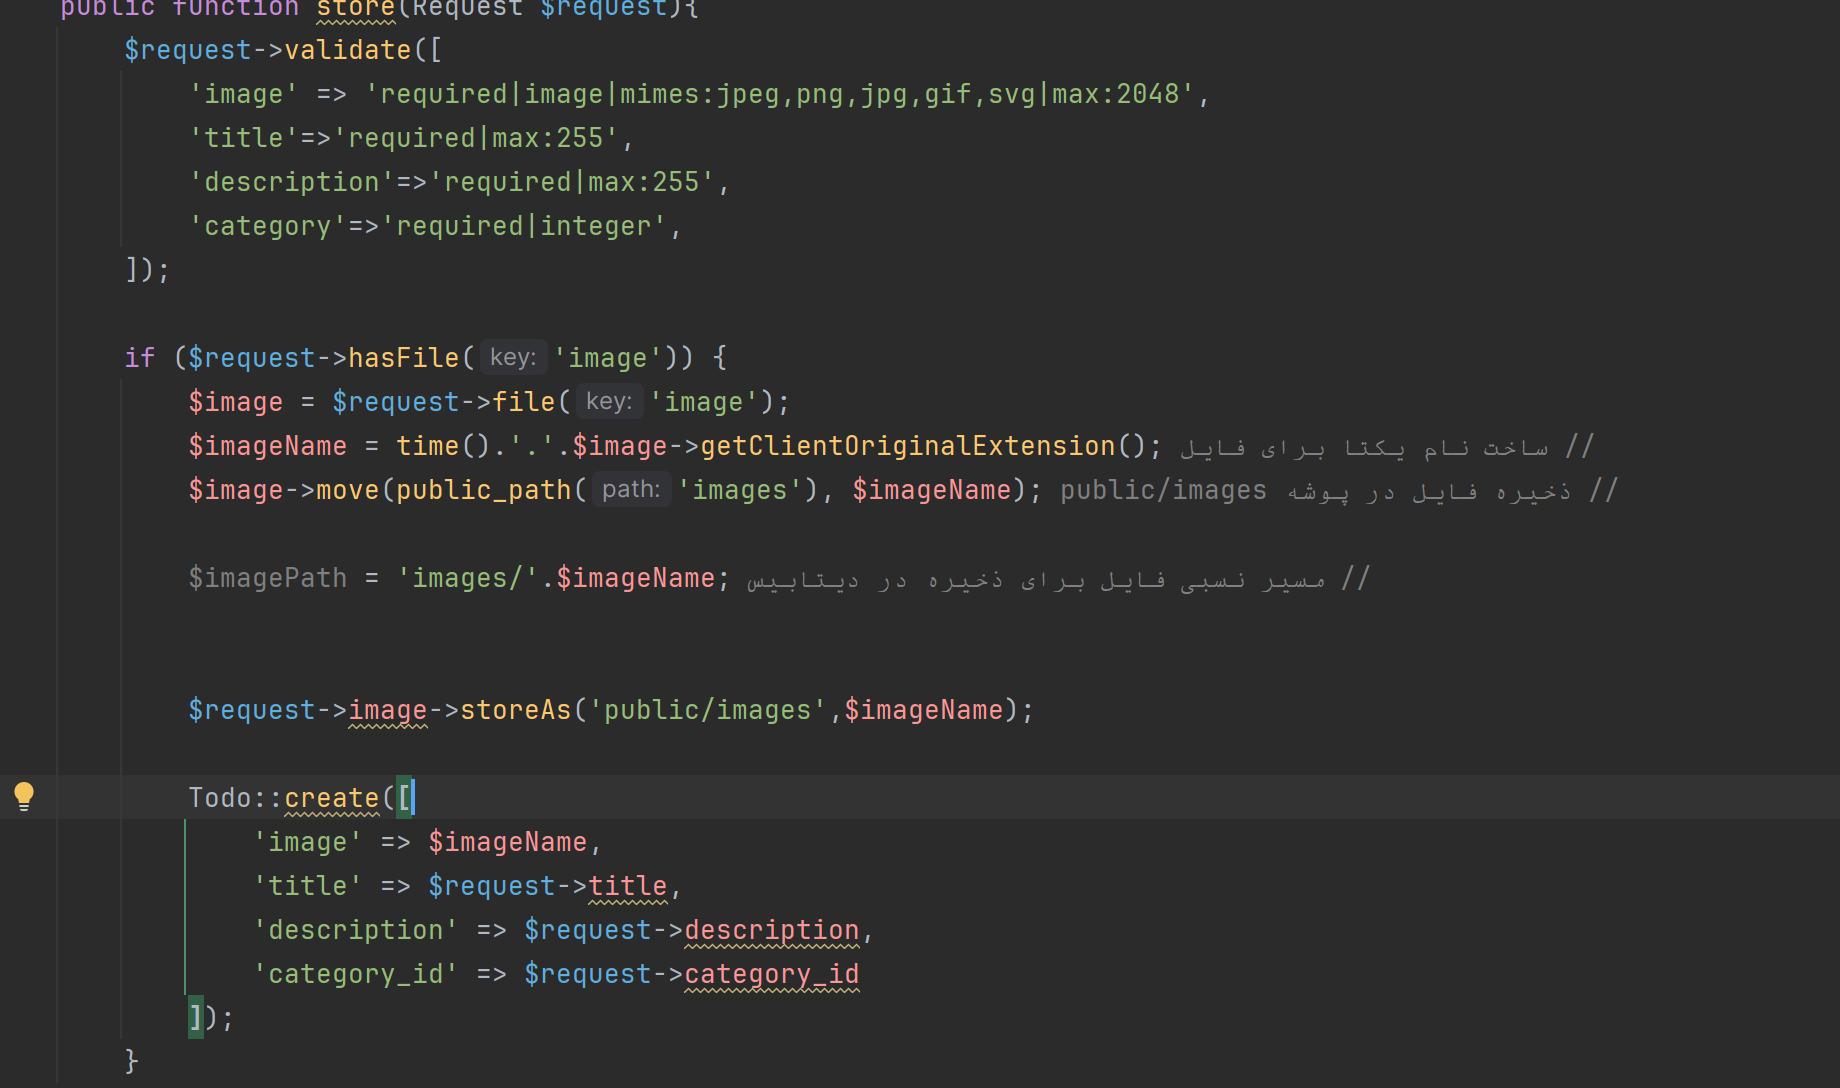 public function store(Request $request){
$request->validate([
'image' => 'required|image|mimes:jpeg,png,jpg,gif,svg|max:2048',
'title'=>'required|max:255',
'description'=>'required|max:255',
'category'=>'required|integer',
]);
if ($request->hasFile( key: 'image')) {
$image = $request->file( key: 'image');
$imageName = time().'.'.$image->getClientOriginalExtension(); // ساخت نام یکتا برای فایل
$image->move(public_path( path: 'images'), $imageName); // ذخیره فایل در پوشه public/images
$imagePath = 'images/'.$imageName; // مسیر نسبی فایل برای ذخیره در دیتابیس
$request->image->storeAs('public/images',$imageName);
Todo::create([
'image' => $imageName,
'title' => $request->title,
'description' => $request->description,
'category_id' => $request->category_id
]);
}